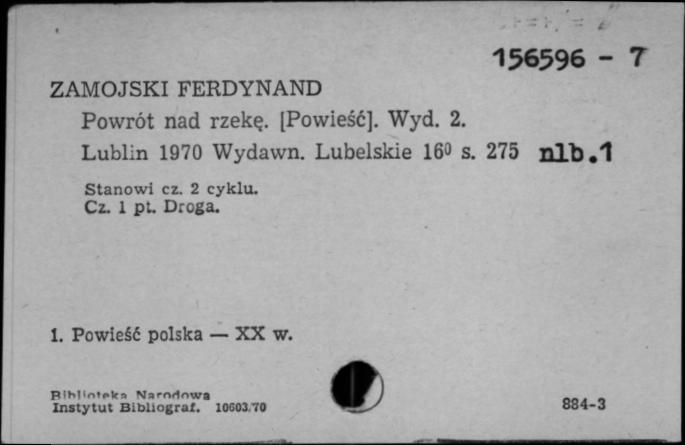 156596 - 7
ZAMOJSKI FERDYNAND
Powrót nad rzekę. [Powieść]. Wyd. 2.
Lublin 1970 Wydawn. Lubelskie 16º s. 275 nlb.1
Stanowi cz. 2 cyklu.
Cz. 1 pt. Droga.
1. Powieść polska — XX w.
Biblioteka Narodowa
Instytut Bibliograf. 10603/70
884-3